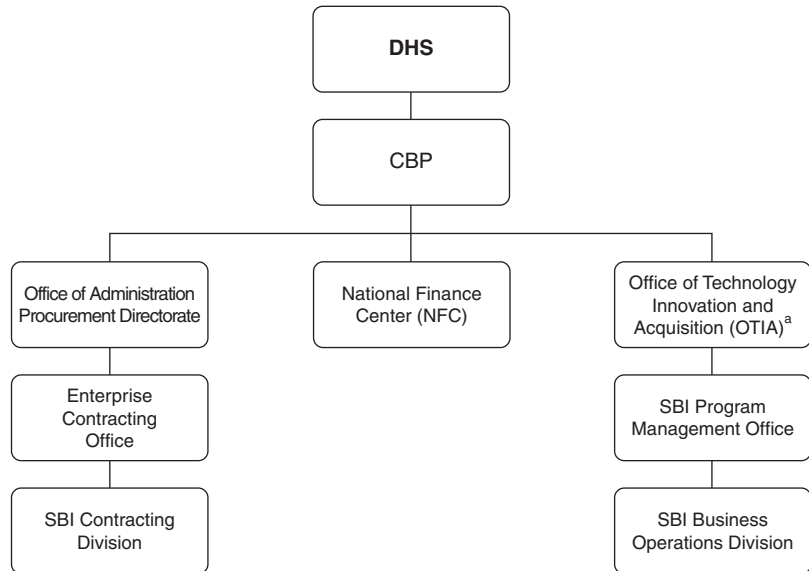 DHS
CBP
Office of Administration
Procurement Directorate
National Finance
Center (NFC)
Office of Technology
Innovation and
Acquisition (OTIA)a
Enterprise
Contracting
Office
SBI Program
Management Office
SBI Contracting
Division
SBI Business
Operations Division